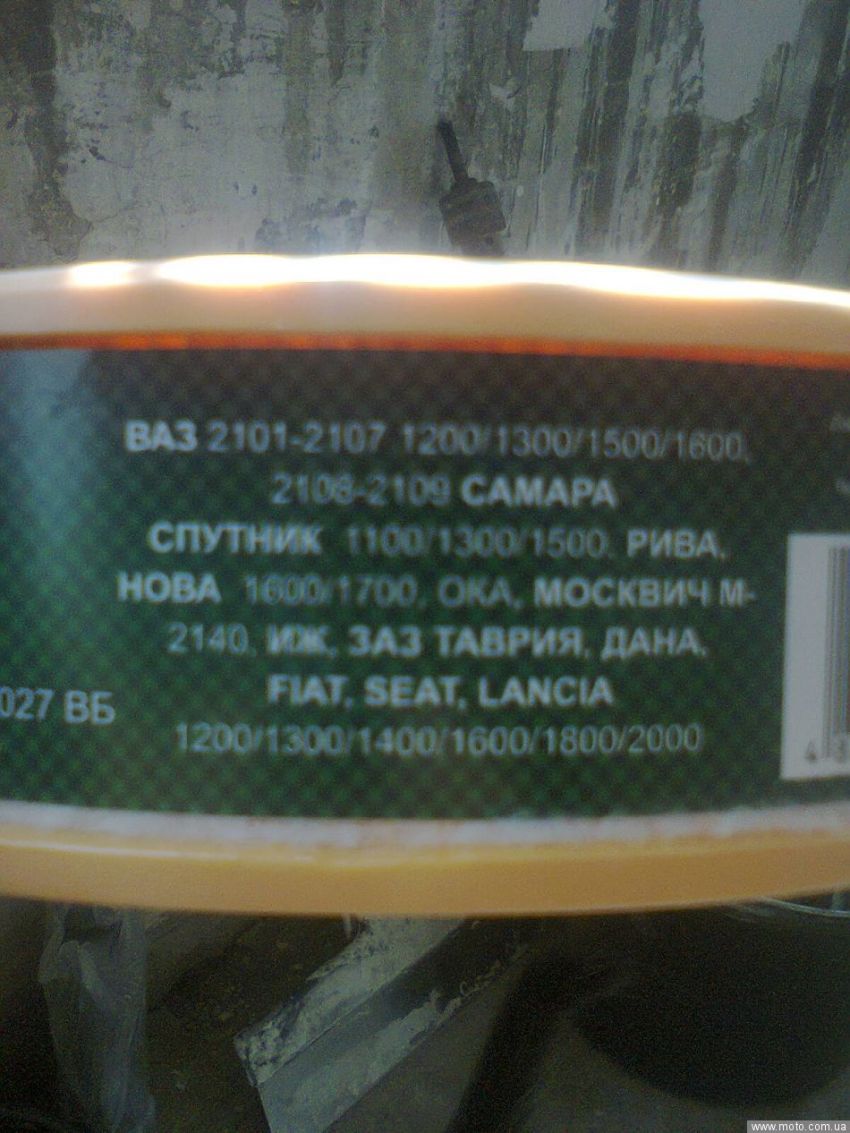 ВАЗ 2101-2107 1200/1300/1500/1600,
2108-2109 САМАРА
СПУТНИК 1100/1300/1500, РИВА,
НОВА 1600/1700, ОКА, МОСКВИЧ М-
2140, ИЖ, ЗАЗ ТАВРИЯ, ДАНА,
FIAT, SEAT, LANCIA
1200/1300/1400/1600/1800/2000
027 ВБ
www.moto.com.ua